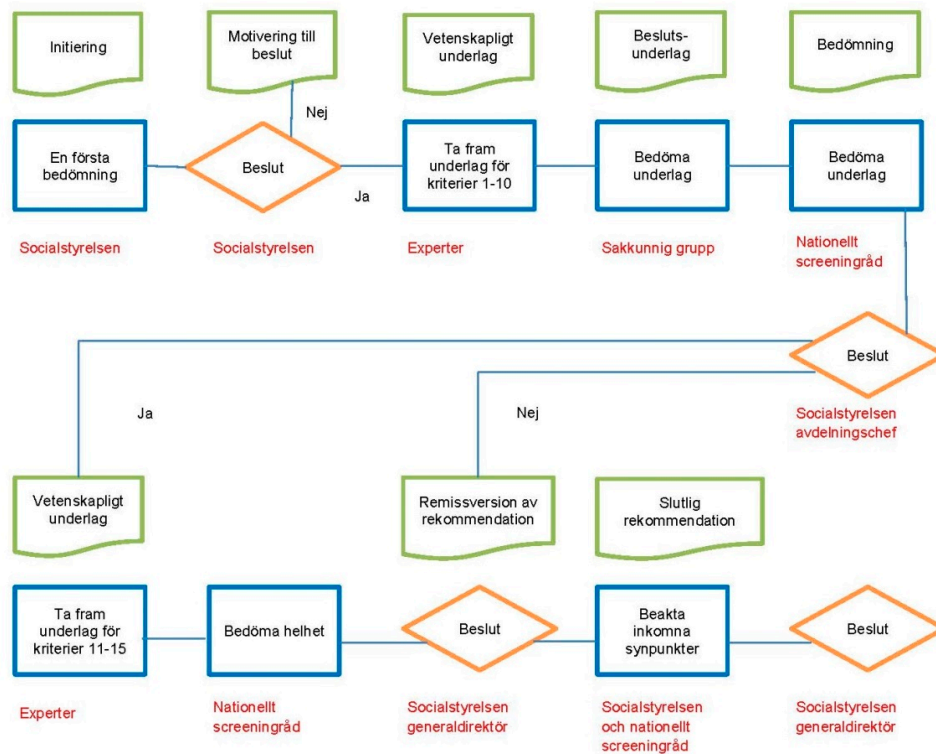 Initiering
Motivering till
beslut
Vetenskapligt
underlag
Besluts-
underlag
Bedömning
Nej
En första
bedömning
Beslut
Ja
Ta fram
underlag för
kriterier 1-10
Bedöma
underlag
Bedöma
underlag
Socialstyrelsen
Socialstyrelsen
Experter
Sakkunnig grupp
Nationellt
screeningråd
Beslut
Ja
Nej
Socialstyrelsen
avdelningschef
Vetenskapligt
underlag
Remissversion av
rekommendation
Slutlig
rekommendation
Ta fram
underlag för
kriterier 11-15
Bedöma helhet
Beslut
Beakta
inkomna
synpunkter
Beslut
Experter
Nationellt
screeningråd
Socialstyrelsen
generaldirektör
Socialstyrelsen
och nationellt
screeningråd
Socialstyrelsen
generaldirektör